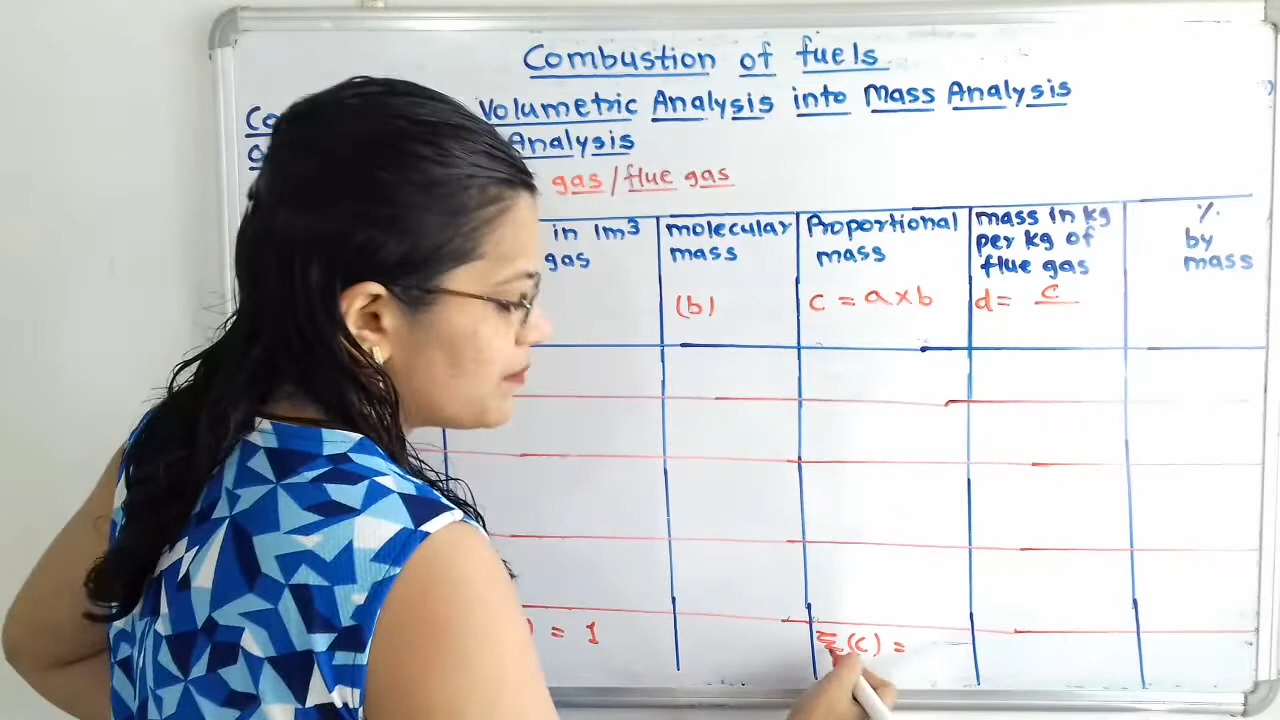 Combustion of fuels
Volumetric Analysis into Mass Analysis
Analysis
gas / flue gas
in 1m³
gas
molecular
mass
(b)
Proportional
mass
c = a x b
mass in kg
per kg of
flue gas
d = c
%
by
mass
) = 1
Σ(c) =